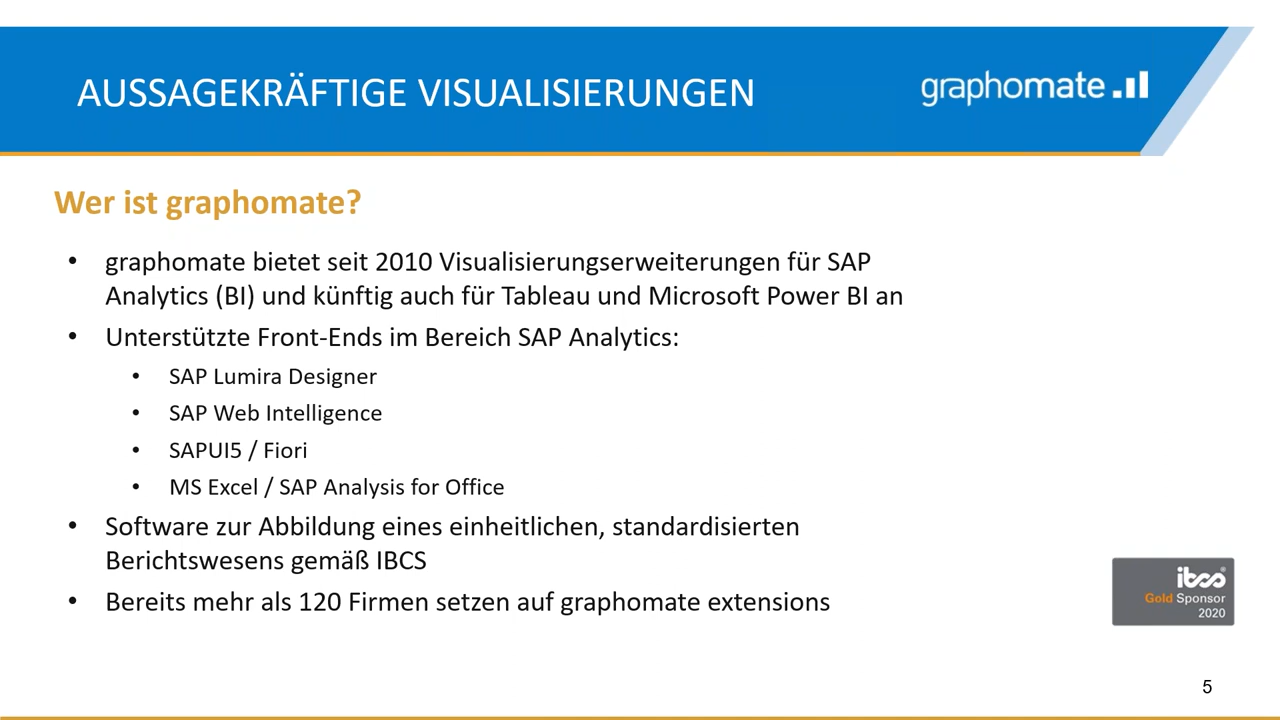 AUSSAGEKRÄFTIGE VISUALISIERUNGEN
graphomate
Wer ist graphomate?
• graphomate bietet seit 2010 Visualisierungserweiterungen für SAP
Analytics (BI) und künftig auch für Tableau und Microsoft Power BI an
• Unterstützte Front-Ends im Bereich SAP Analytics:
• SAP Lumira Designer
• SAP Web Intelligence
• SAPUI5 / Fiori
• MS Excel / SAP Analysis for Office
• Software zur Abbildung eines einheitlichen, standardisierten
Berichtswesens gemäß IBCS
• Bereits mehr als 120 Firmen setzen auf graphomate extensions
ibcs®
Gold Sponsor
2020
5